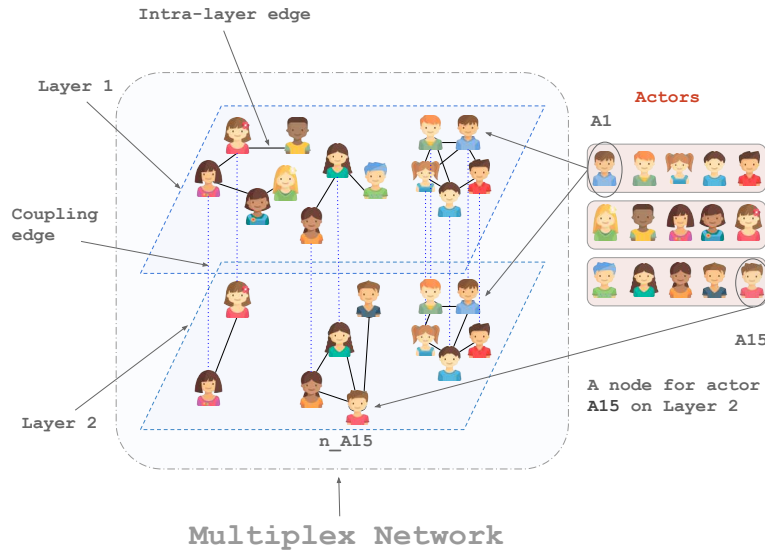 Intra-layer edge
Layer 1
Actors
A1
Coupling
edge
A15
A node for actor
A15 on Layer 2
Layer 2
n_A15
Multiplex Network